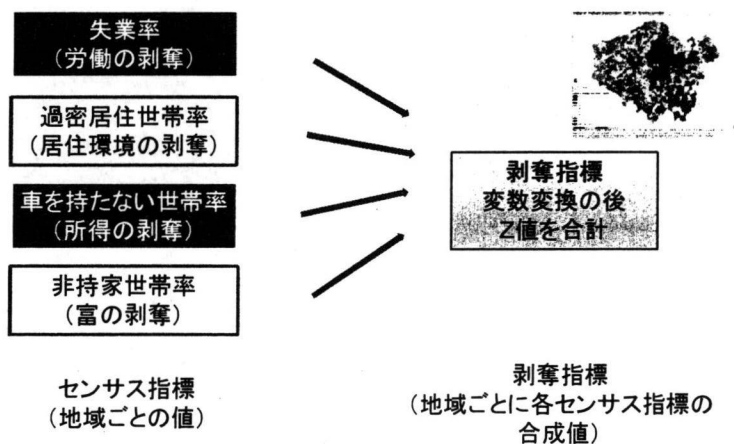 失業率
(労働の剥奪)
過密居住世帯率
(居住環境の剥奪)
車を持たない世帯率
(所得の剥奪)
非持家世帯率
(富の剥奪)
センサス指標
(地域ごとの値)
剥奪指標
変数変換の後
Z値を合計
剥奪指標
(地域ごとに各センサス指標の
合成値)